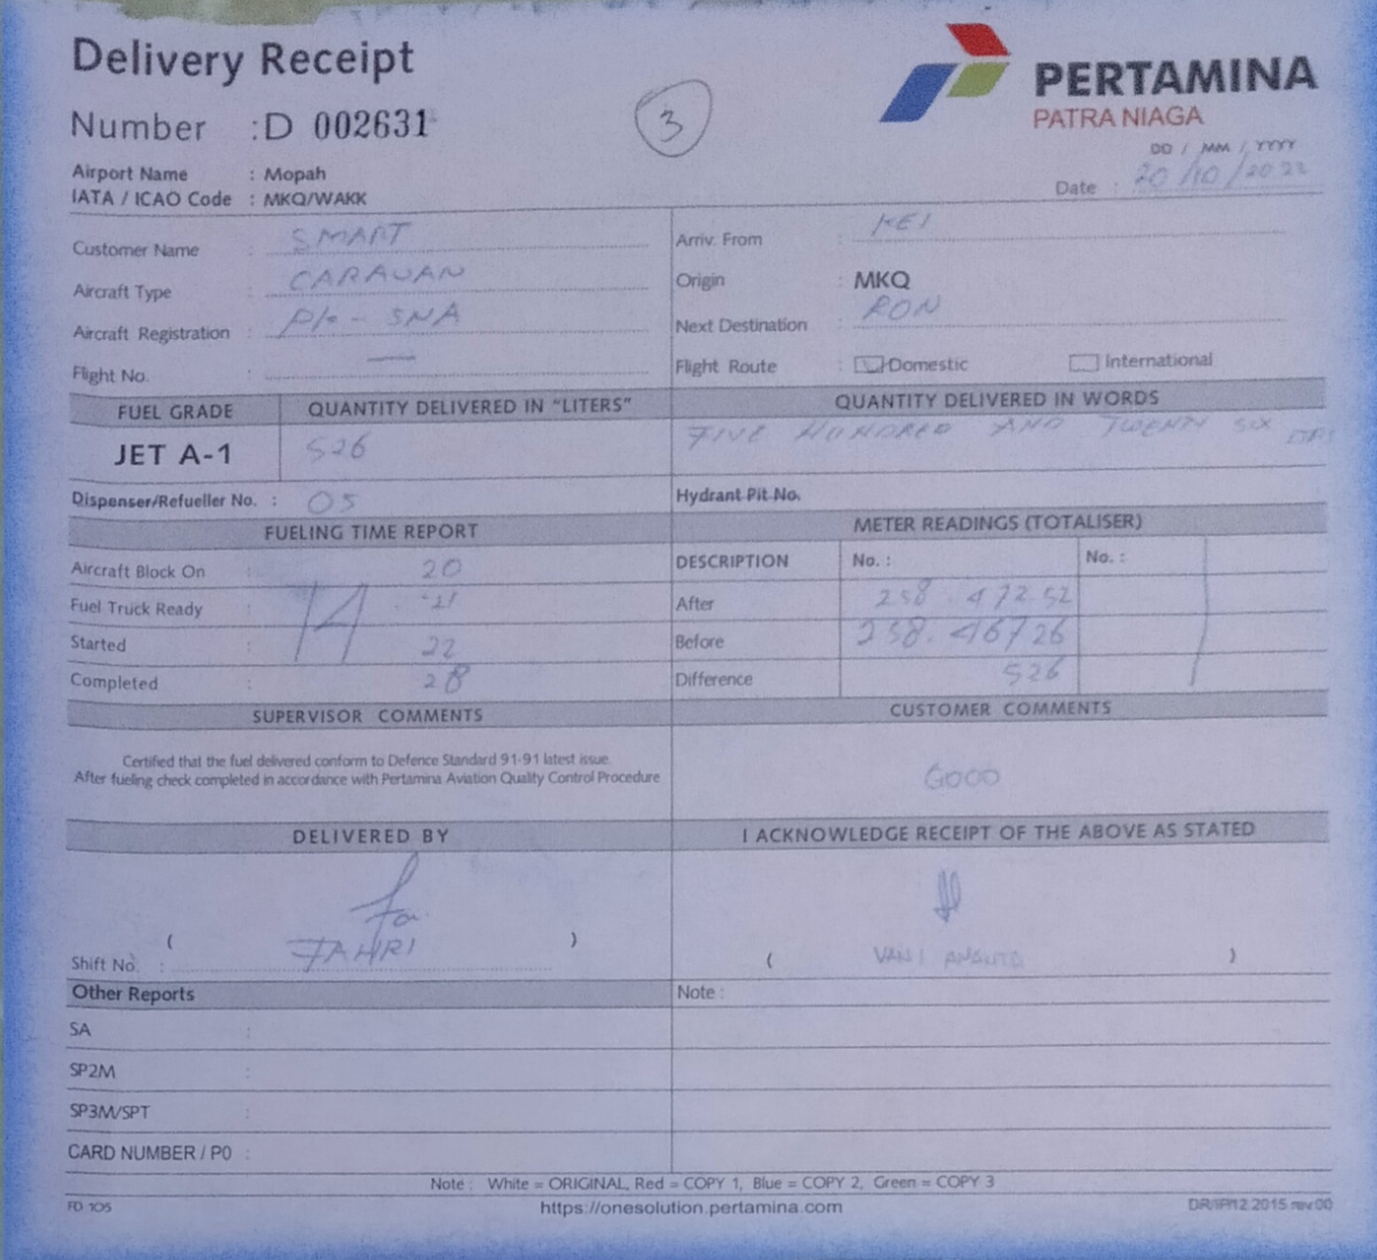 Delivery Receipt
Number : D 002631
3
PERTAMINA
PATRA NIAGA
Airport Name : Mopah
IATA / ICAO Code : MKQ/WAKK
DD / MM / YYYY
Date : 20/10/2022
Customer Name : SMART
Arriv. From : KEI
Aircraft Type : CARAVAN
Origin : MKQ
Aircraft Registration : PK - SNA
Next Destination : RON
Flight No. : —
Flight Route : Domestic International
FUEL GRADE QUANTITY DELIVERED IN "LITERS" QUANTITY DELIVERED IN WORDS
JET A-1 526 FIVE HUNDRED AND TWENTY SIX
Dispenser/Refueller No. : 05 Hydrant Pit No.
FUELING TIME REPORT METER READINGS (TOTALISER)
Aircraft Block On : 20 DESCRIPTION No. : No. :
Fuel Truck Ready : 14 21 After 258.472.52
Started : 22 Before 258.467 26
Completed : 28 Difference 526
SUPERVISOR COMMENTS CUSTOMER COMMENTS
Certified that the fuel delivered conform to Defence Standard 91-91 latest issue.
After fueling check completed in accordance with Pertamina Aviation Quality Control Procedure
GOOD
DELIVERED BY I ACKNOWLEDGE RECEIPT OF THE ABOVE AS STATED
( FAHRI )
( VANI )
Shift No. :
Other Reports Note :
SA :
SP2M :
SP3M/SPT :
CARD NUMBER / P0 :
Note : White = ORIGINAL, Red = COPY 1, Blue = COPY 2, Green = COPY 3
FD 105 https://onesolution.pertamina.com DR/IP/12.2015 rev.00